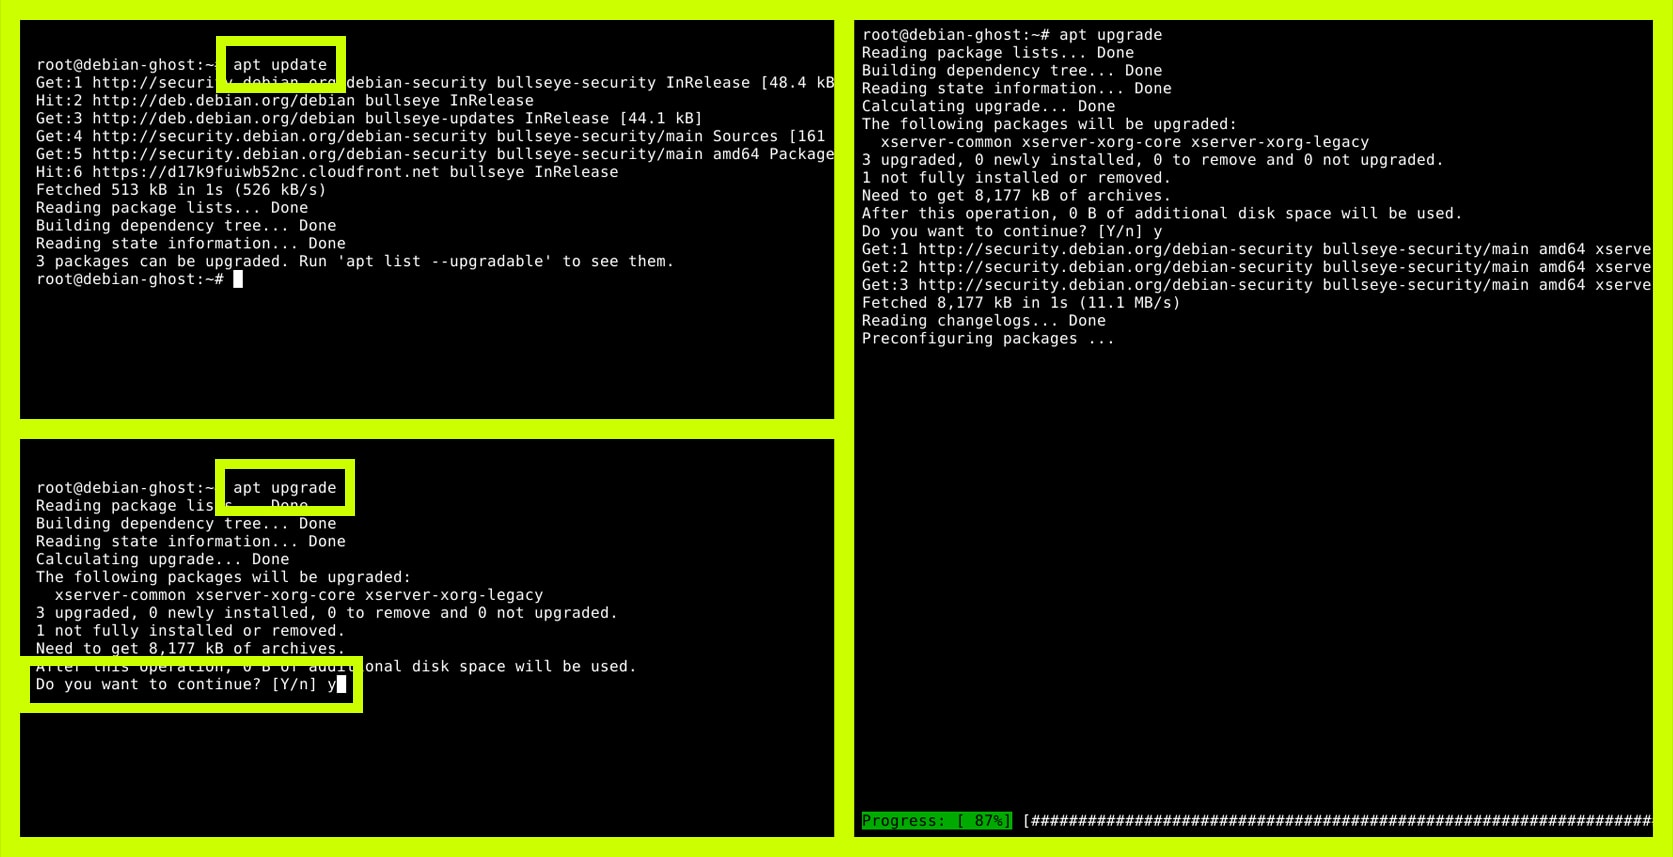 root@debian-ghost:~ apt update
Get:1 http://security.debian.org/debian-security bullseye-security InRelease [48.4 kB
Hit:2 http://deb.debian.org/debian bullseye InRelease
Get:3 http://deb.debian.org/debian bullseye-updates InRelease [44.1 kB]
Get:4 http://security.debian.org/debian-security bullseye-security/main Sources [161
Get:5 http://security.debian.org/debian-security bullseye-security/main amd64 Package
Hit:6 https://d17k9fuiwb52nc.cloudfront.net bullseye InRelease
Fetched 513 kB in 1s (526 kB/s)
Reading package lists... Done
Building dependency tree... Done
Reading state information... Done
3 packages can be upgraded. Run 'apt list --upgradable' to see them.
root@debian-ghost:~#
root@debian-ghost:~ apt upgrade
Reading package lists... Done
Building dependency tree... Done
Reading state information... Done
Calculating upgrade... Done
The following packages will be upgraded:
  xserver-common xserver-xorg-core xserver-xorg-legacy
3 upgraded, 0 newly installed, 0 to remove and 0 not upgraded.
1 not fully installed or removed.
Need to get 8,177 kB of archives.
After this operation, 0 B of additional disk space will be used.
Do you want to continue? [Y/n] y
root@debian-ghost:~# apt upgrade
Reading package lists... Done
Building dependency tree... Done
Reading state information... Done
Calculating upgrade... Done
The following packages will be upgraded:
  xserver-common xserver-xorg-core xserver-xorg-legacy
3 upgraded, 0 newly installed, 0 to remove and 0 not upgraded.
1 not fully installed or removed.
Need to get 8,177 kB of archives.
After this operation, 0 B of additional disk space will be used.
Do you want to continue? [Y/n] y
Get:1 http://security.debian.org/debian-security bullseye-security/main amd64 xserve
Get:2 http://security.debian.org/debian-security bullseye-security/main amd64 xserve
Get:3 http://security.debian.org/debian-security bullseye-security/main amd64 xserve
Fetched 8,177 kB in 1s (11.1 MB/s)
Reading changelogs... Done
Preconfiguring packages ...
Progress: [ 87%] [##################################################################